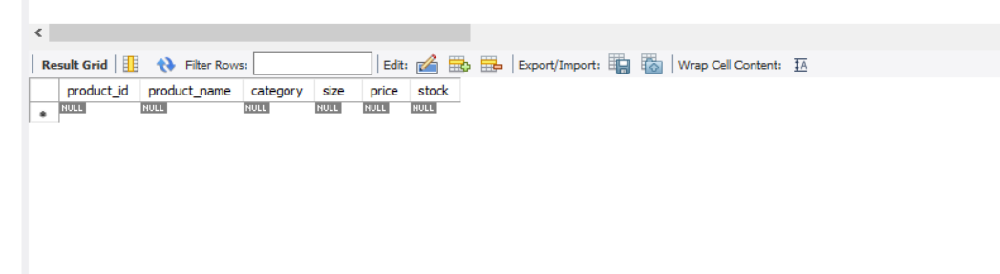 Result Grid Filter Rows: Edit: Export/Import: Wrap Cell Content: IA
product_id product_name category size price stock
NULL NULL NULL NULL NULL NULL